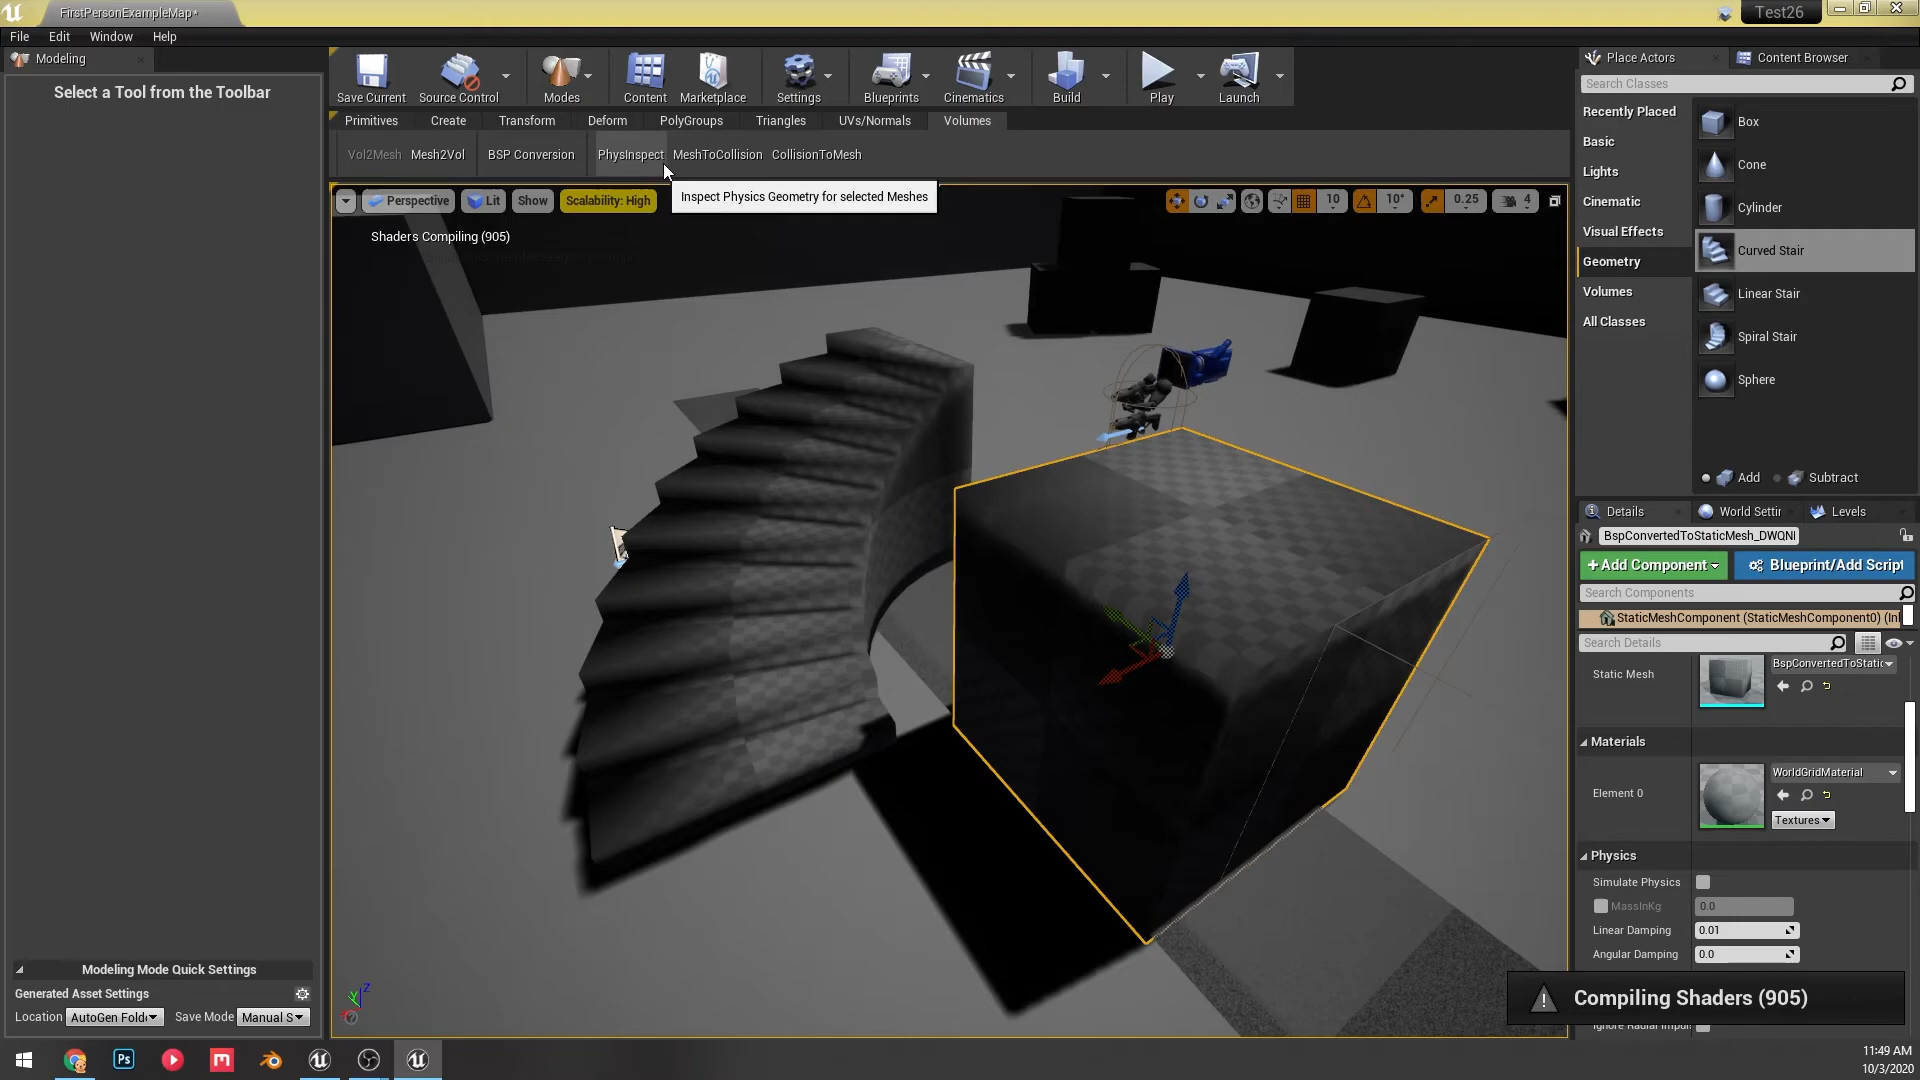 FirstPersonExampleMap*
Test26
File
Edit
Window
Help
Modeling
Select a Tool from the Toolbar
Save Current
Source Control
Modes
Content
Marketplace
Settings
Blueprints
Cinematics
Build
Play
Launch
Primitives
Create
Transform
Deform
PolyGroups
Triangles
UVs/Normals
Volumes
Vol2Mesh
Mesh2Vol
BSP Conversion
PhysInspect
MeshToCollision
CollisionToMesh
Inspect Physics Geometry for selected Meshes
Perspective
Lit
Show
Scalability: High
10
10°
0.25
4
Shaders Compiling (905)
Place Actors
Content Browser
Search Classes
Recently Placed
Basic
Lights
Cinematic
Visual Effects
Geometry
Volumes
All Classes
Box
Cone
Cylinder
Curved Stair
Linear Stair
Spiral Stair
Sphere
Add
Subtract
Details
World Settin
Levels
BspConvertedToStaticMesh_DWQNI
+Add Component
Blueprint/Add Script
Search Components
StaticMeshComponent (StaticMeshComponent0) (Inl
Search Details
Static Mesh
BspConvertedToStatic
Materials
Element 0
WorldGridMaterial
Textures
Physics
Simulate Physics
MassInKg
0.0
Linear Damping
0.01
Angular Damping
0.0
Compiling Shaders (905)
Ignore Radial Impul
Modeling Mode Quick Settings
Generated Asset Settings
Location
AutoGen Folde
Save Mode
Manual S
X
Y
Z
Ps
11:49 AM
10/3/2020